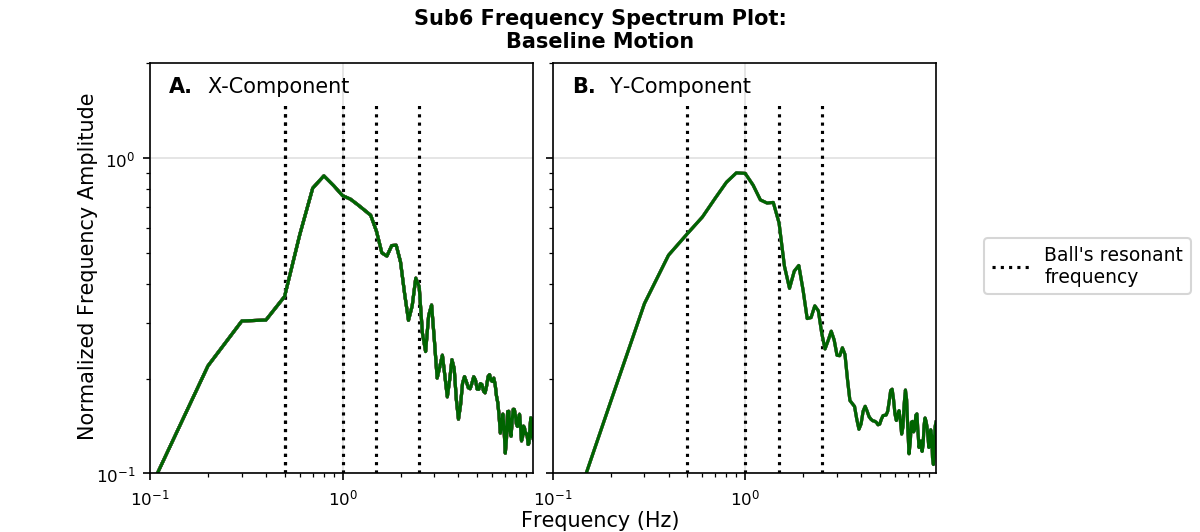 Sub6 Frequency Spectrum Plot:
Baseline Motion
A. X-Component
B. Y-Component
Normalized Frequency Amplitude
10⁰
10⁻¹
10⁻¹
10⁰
10⁻¹
10⁰
Frequency (Hz)
Ball's resonant
frequency